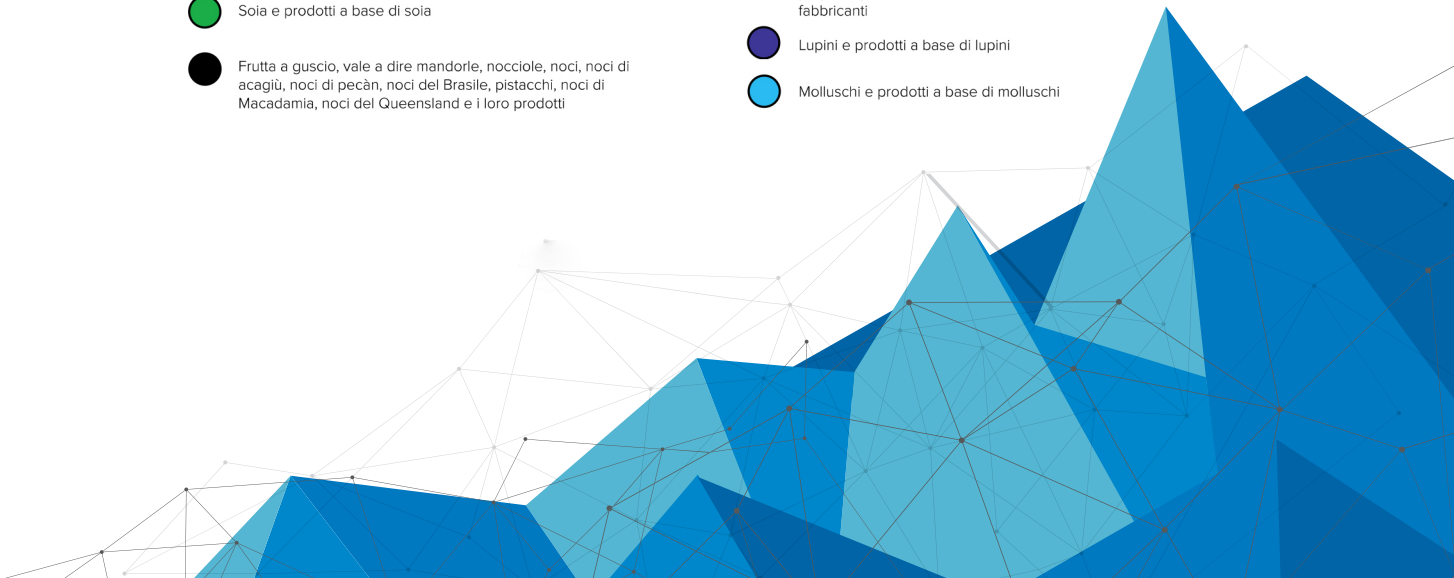 Soia e prodotti a base di soia
Frutta a guscio, vale a dire mandorle, nocciole, noci, noci di
acagiù, noci di pecàn, noci del Brasile, pistacchi, noci di
Macadamia, noci del Queensland e i loro prodotti
fabbricanti
Lupini e prodotti a base di lupini
Molluschi e prodotti a base di molluschi